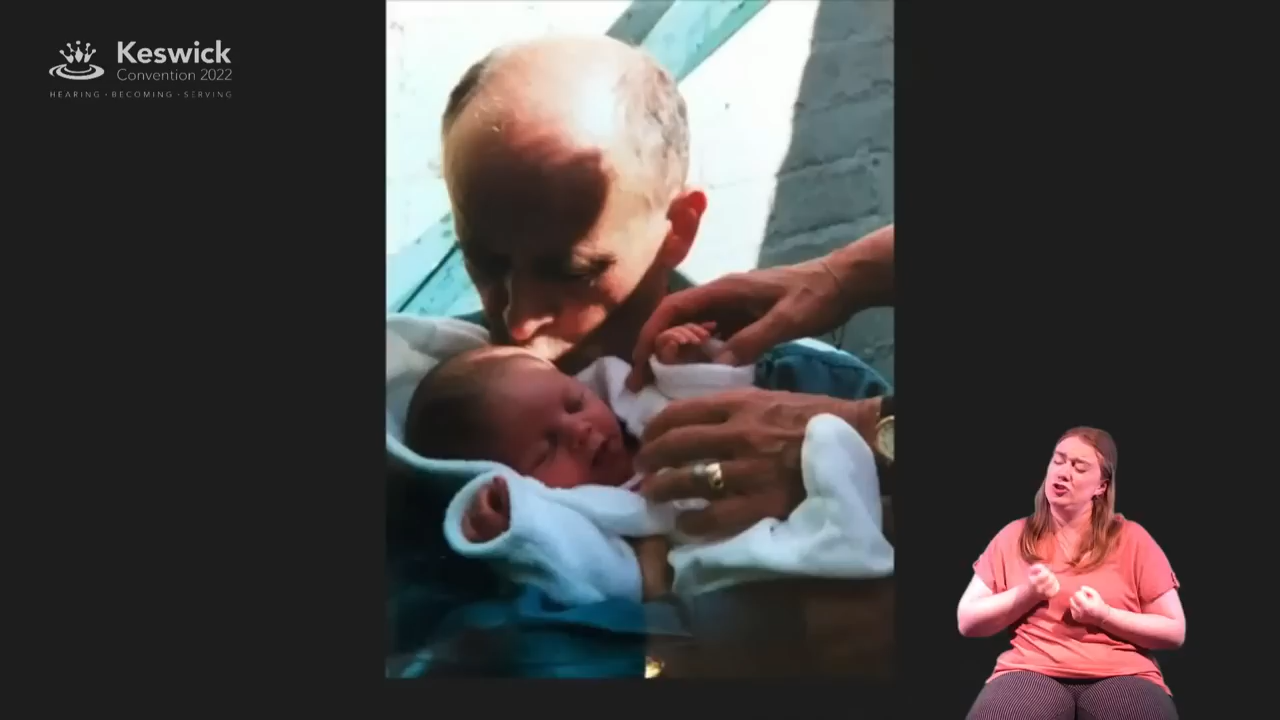 Keswick
Convention 2022
HEARING • BECOMING • SERVING